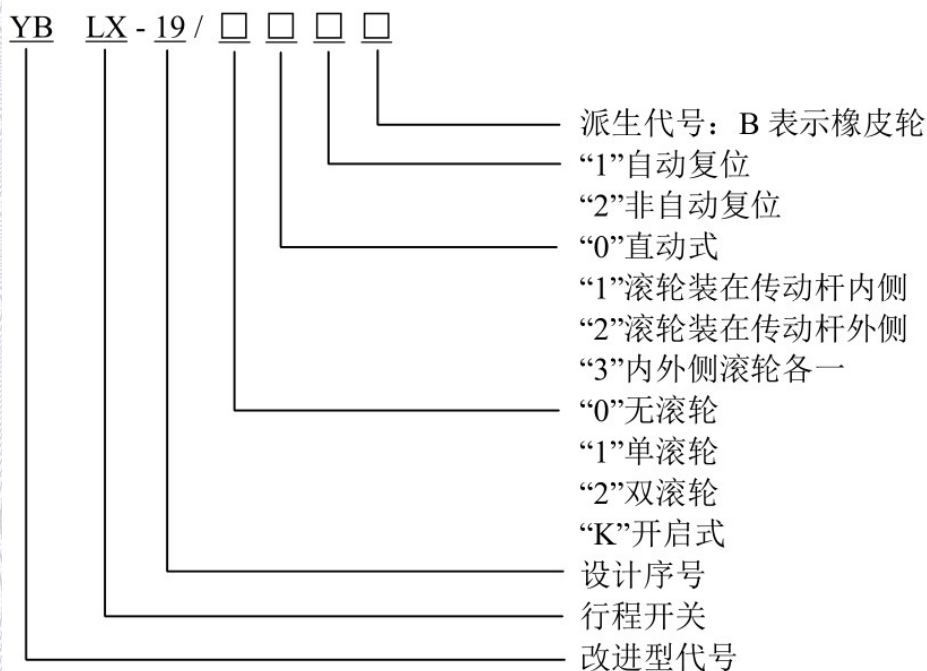 YB LX - 19 / □ □ □ □
派生代号：B 表示橡皮轮
“1”自动复位
“2”非自动复位
“0”直动式
“1”滚轮装在传动杆内侧
“2”滚轮装在传动杆外侧
“3”内外侧滚轮各一
“0”无滚轮
“1”单滚轮
“2”双滚轮
“K”开启式
设计序号
行程开关
改进型代号